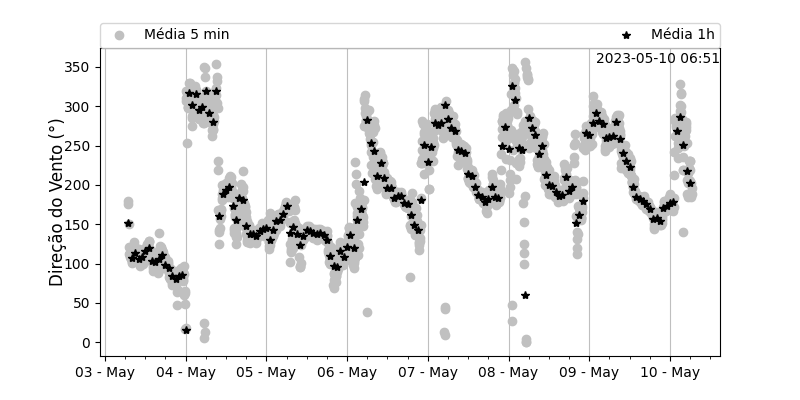 Média 5 min
Média 1h
2023-05-10 06:51
Direção do Vento (°)
350
300
250
200
150
100
50
0
03 - May
04 - May
05 - May
06 - May
07 - May
08 - May
09 - May
10 - May